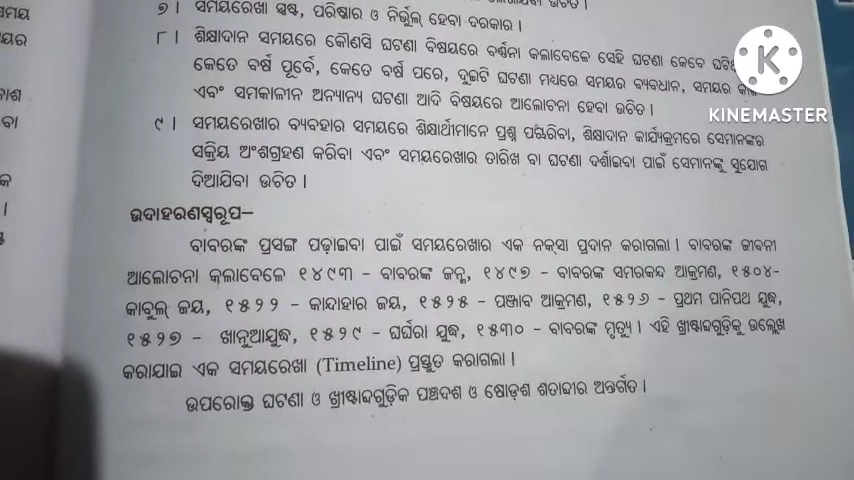 ୭। ସମୟରେଖା ସ୍ପଷ୍ଟ, ପରିଷ୍କାର ଓ ନିର୍ଭୁଲ୍ ହେବା ଦରକାର।
୮। ଶିକ୍ଷାଦାନ ସମୟରେ କୌଣସି ଘଟଣା ବିଷୟରେ ବର୍ଣ୍ଣନା କଲାବେଳେ ସେହି ଘଟଣା କେବେ
କେତେ ବର୍ଷ ପୂର୍ବେ, କେତେ ବର୍ଷ ପରେ, ଦୁଇଟି ଘଟଣା ମଧ୍ୟରେ ସମୟର ବ୍ୟବଧାନ, ସମୟର
ଏବଂ ସମକାଳୀନ ଅନ୍ୟାନ୍ୟ ଘଟଣା ଆଦି ବିଷୟରେ ଆଲୋଚନା ହେବା ଉଚିତ।
୯। ସମୟରେଖାର ବ୍ୟବହାର ସମୟରେ ଶିକ୍ଷାର୍ଥୀମାନେ ପ୍ରଶ୍ନ ପଚାରିବା, ଶିକ୍ଷାଦାନ କାର୍ଯ୍ୟକ୍ରମରେ ସେମାନଙ୍କର
ସକ୍ରିୟ ଅଂଶଗ୍ରହଣ କରିବା ଏବଂ ସମୟରେଖାର ତାରିଖ ବା ଘଟଣା ଦର୍ଶାଇବା ପାଇଁ ସେମାନଙ୍କୁ ସୁଯୋଗ
ଦିଆଯିବା ଉଚିତ।
ଉଦାହରଣସ୍ୱରୂପ–
ବାବରଙ୍କ ପ୍ରସଙ୍ଗ ପଢ଼ାଇବା ପାଇଁ ସମୟରେଖାର ଏକ ନକ୍ସା ପ୍ରଦାନ କରାଗଲା। ବାବରଙ୍କ ଜୀବନୀ
ଆଲୋଚନା କଲାବେଳେ ୧୪୯୩ – ବାବରଙ୍କ ଜନ୍ମ, ୧୪୯୭ – ବାବରଙ୍କ ସମରକନ୍ଦ ଆକ୍ରମଣ, ୧୫୦୪–
କାବୁଲ୍ ଜୟ, ୧୫୨୨ – କାନ୍ଦାହାର ଜୟ, ୧୫୨୫ – ପଞ୍ଜାବ ଆକ୍ରମଣ, ୧୫୨୬ – ପ୍ରଥମ ପାନିପଥ ଯୁଦ୍ଧ,
୧୫୨୭ – ଖାନୁଆଯୁଦ୍ଧ, ୧୫୨୯ – ଘର୍ଘରା ଯୁଦ୍ଧ, ୧୫୩୦ – ବାବରଙ୍କ ମୃତ୍ୟୁ। ଏହି ଖ୍ରୀଷ୍ଟାବ୍ଦଗୁଡ଼ିକୁ ଉଲ୍ଲେଖ
କରାଯାଇ ଏକ ସମୟରେଖା (Timeline) ପ୍ରସ୍ତୁତ କରାଗଲା।
ଉପରୋକ୍ତ ଘଟଣା ଓ ଖ୍ରୀଷ୍ଟାବ୍ଦଗୁଡ଼ିକ ପଞ୍ଚଦଶ ଓ ଷୋଡ଼ଶ ଶତାବ୍ଦୀର ଅନ୍ତର୍ଗତ।
KINEMASTER